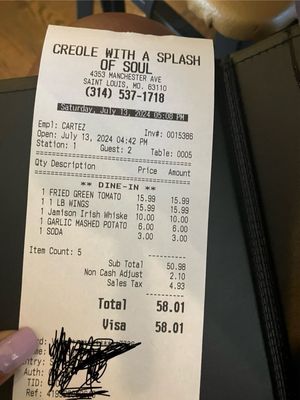 CREOLE WITH A SPLASH
OF SOUL
4353 MANCHESTER AVE
SAINT LOUIS, MO. 63110
(314) 537-1718
Saturday, July 13, 2024 05:08 PM
Empl: CARTEZ Inv#: 0015386
Open: July 13, 2024 04:42 PM
Station: 1 Guest: 2 Table: 0005
Qty Description Price Amount
** DINE-IN **
1 FRIED GREEN TOMATO 15.99 15.99
1 1 LB WINGS 15.99 15.99
1 Jamison Irish Whiske 10.00 10.00
1 GARLIC MASHED POTATO 6.00 6.00
1 SODA 3.00 3.00
Item Count: 5
Sub Total 50.98
Non Cash Adjust 2.10
Sales Tax 4.93
Total 58.01
Visa 58.01
Auth:
TID:
Ref: